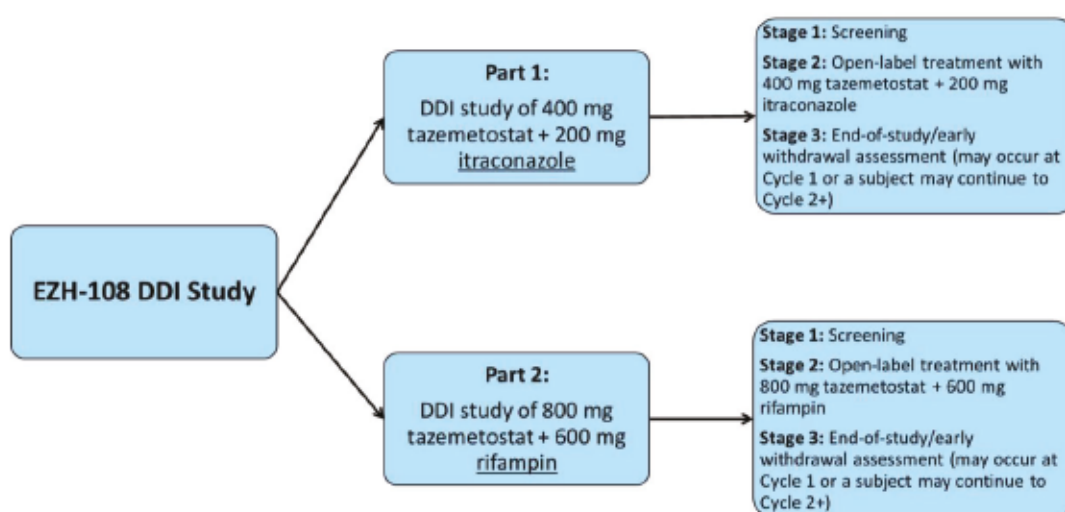 EZH-108 DDI Study
Part 1:
DDI study of 400 mg
tazemetostat + 200 mg
itraconazole
Stage 1: Screening
Stage 2: Open-label treatment with
400 mg tazemetostat + 200 mg
itraconazole
Stage 3: End-of-study/early
withdrawal assessment (may occur at
Cycle 1 or a subject may continue to
Cycle 2+)
Part 2:
DDI study of 800 mg
tazemetostat + 600 mg
rifampin
Stage 1: Screening
Stage 2: Open-label treatment with
800 mg tazemetostat + 600 mg
rifampin
Stage 3: End-of-study/early
withdrawal assessment (may occur at
Cycle 1 or a subject may continue to
Cycle 2+)